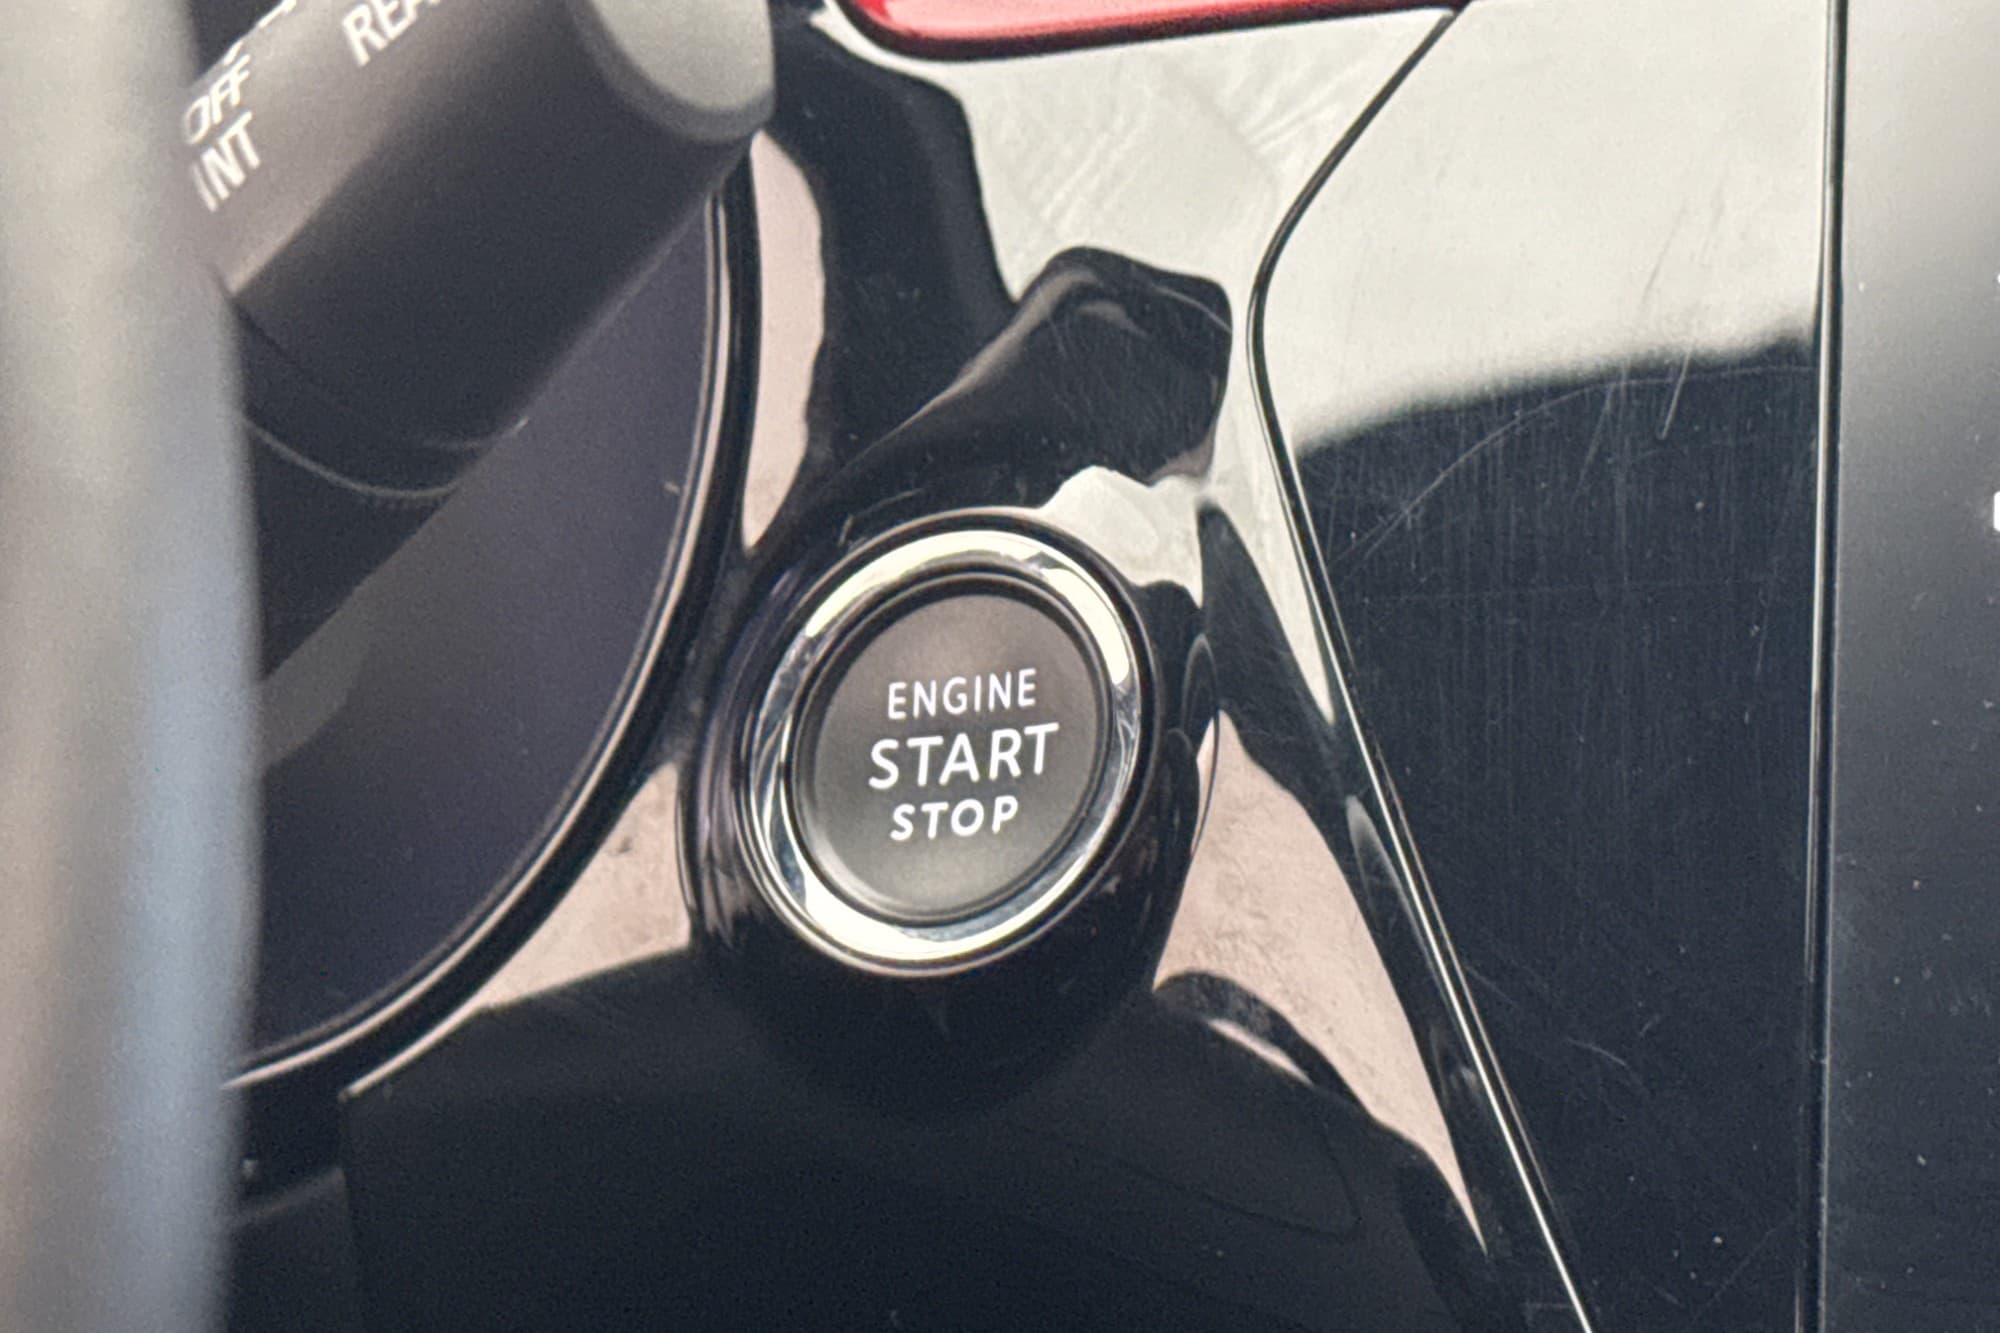 OFF
INT
ENGINE
START
STOP